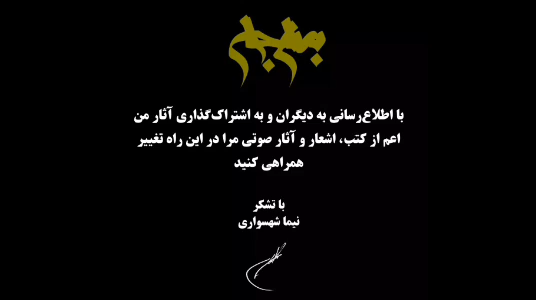 با اطلاع‌رسانی به دیگران و به اشتراک‌گذاری آثار من
اعم از کتب، اشعار و آثار صوتی مرا در این راه تغییر
همراهی کنید
با تشکر
نیما شهسواری